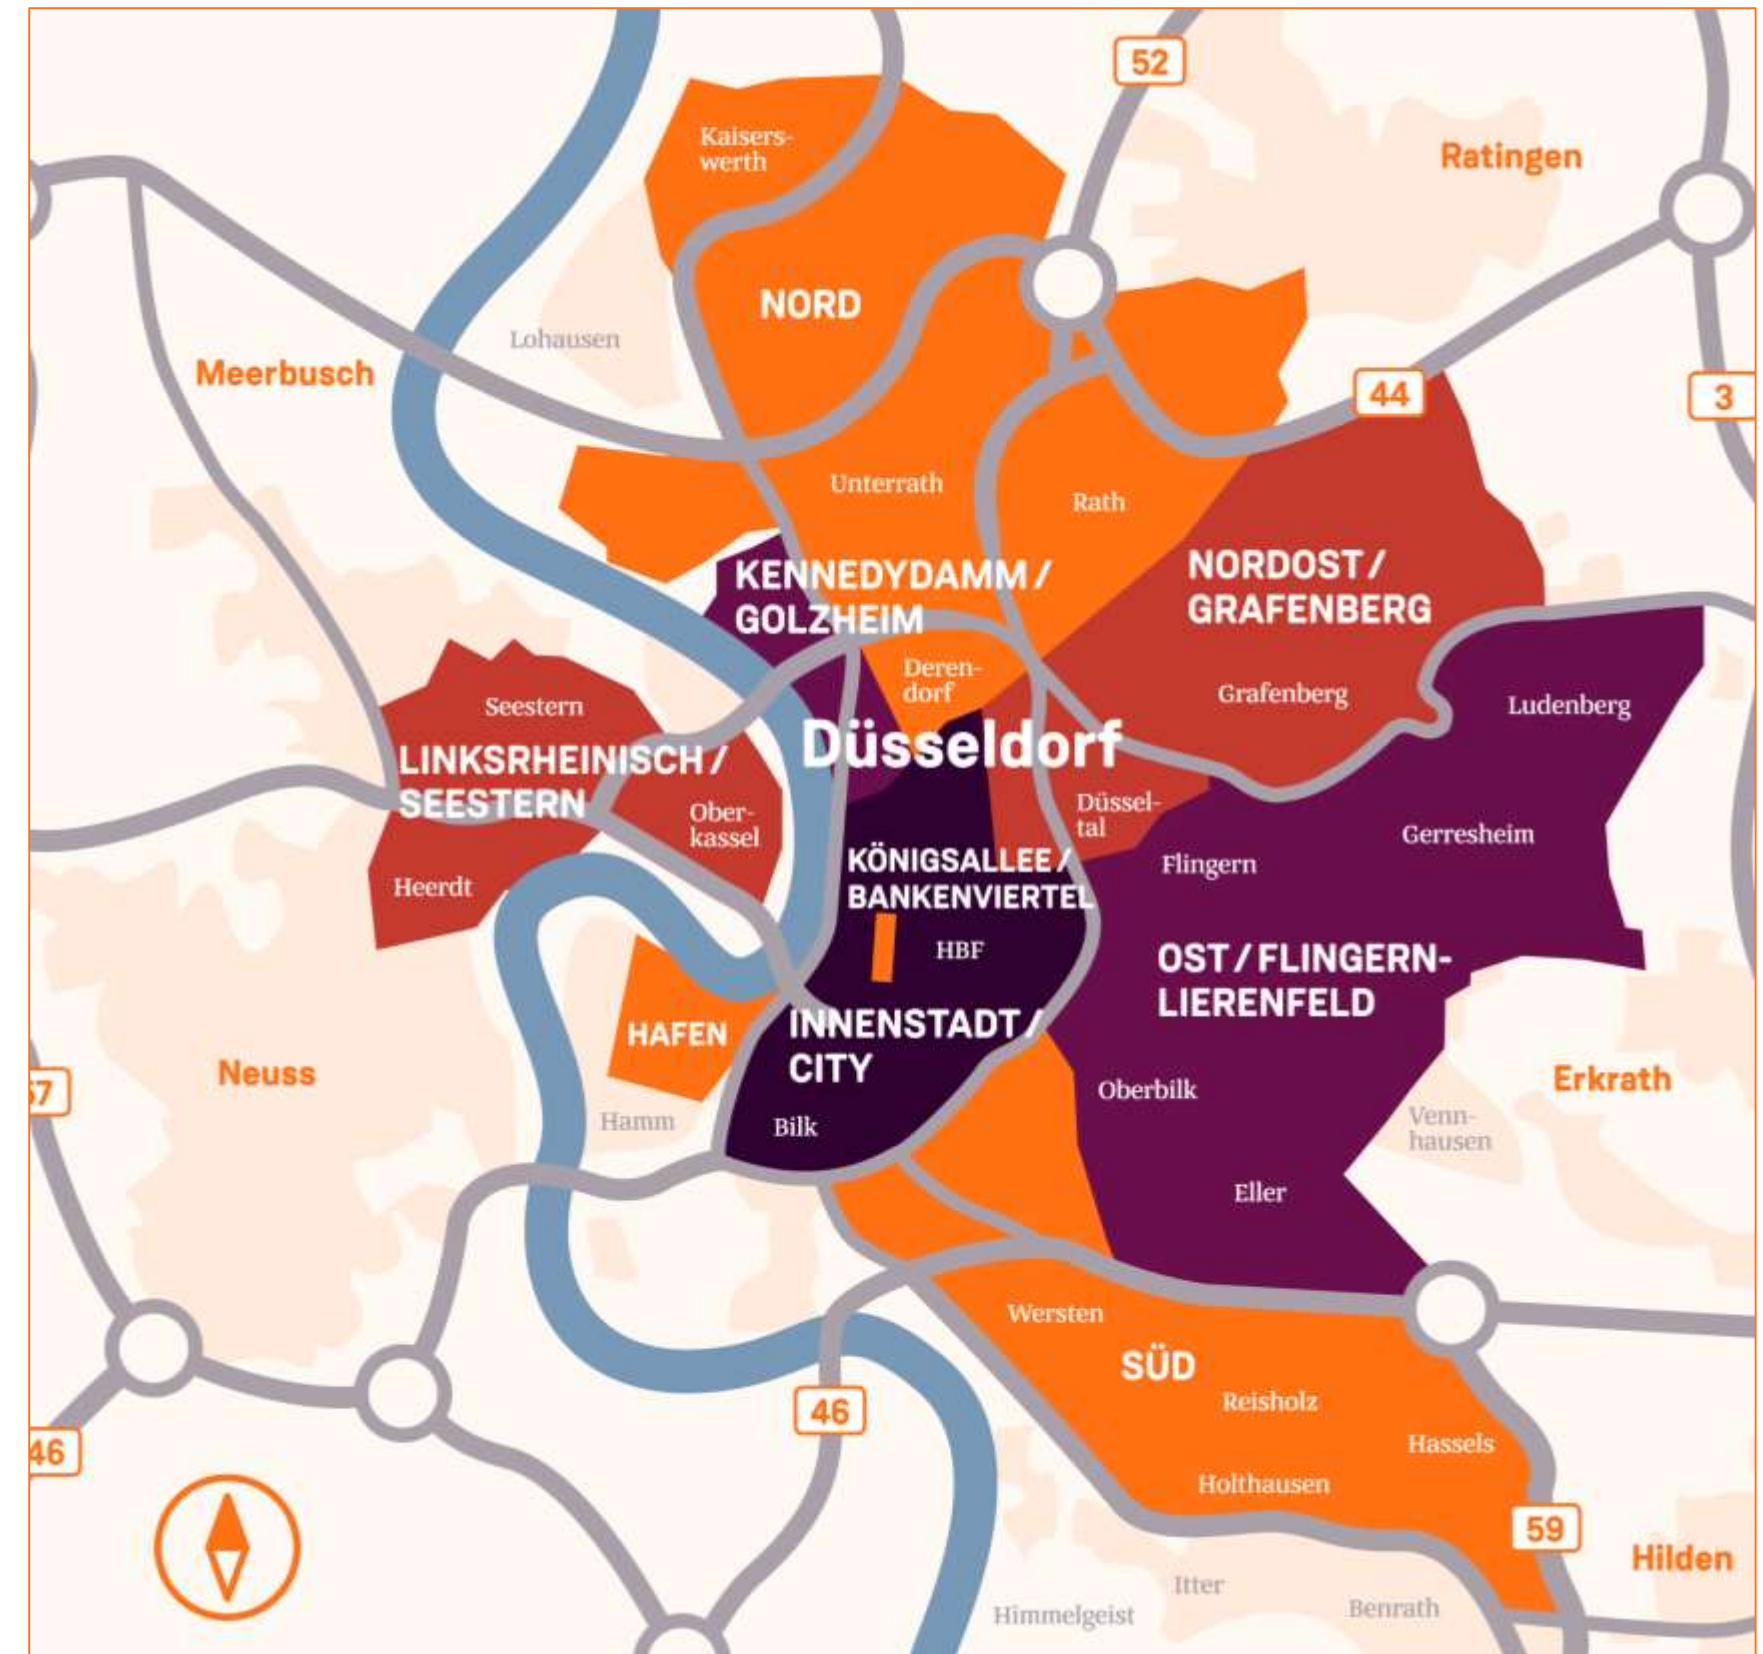 52
Kaisers-
werth
Ratingen
NORD
Lohausen
Meerbusch
44
3
Unterrath
Rath
KENNEDYDAMM /
GOLZHEIM
NORDOST /
GRAFENBERG
Deren-
dorf
Seestern
Grafenberg
Ludenberg
Düsseldorf
LINKSRHEINISCH /
SEESTERN
Ober-
kassel
Düssel-
tal
Gerresheim
KÖNIGSALLEE /
BANKENVIERTEL
Flingern
Heerdt
HBF
OST / FLINGERN-
LIERENFELD
HAFEN
INNENSTADT /
CITY
Neuss
Erkrath
57
Oberbilk
Hamm
Bilk
Venn-
hausen
Eller
Wersten
SÜD
Reisholz
46
Hassels
46
Holthausen
59
Hilden
Itter
Himmelgeist
Benrath